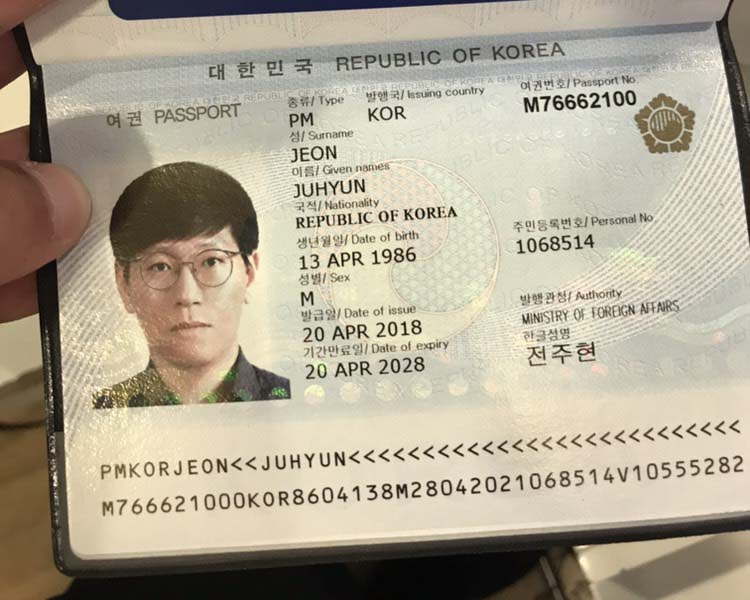 대한민국 REPUBLIC OF KOREA
여권 PASSPORT
종류/ Type 발행국/ Issuing country 여권번호/ Passport No.
PM KOR M76662100
성/ Surname
JEON
이름/ Given names
JUHYUN
국적/ Nationality
REPUBLIC OF KOREA
생년월일/ Date of birth 주민등록번호/ Personal No.
13 APR 1986 1068514
성별/ Sex
M
발급일/ Date of issue 발행관청/ Authority
20 APR 2018 MINISTRY OF FOREIGN AFFAIRS
기간만료일/ Date of expiry 한글성명
20 APR 2028 전주현
PMKORJEON<<JUHYUN<<<<<<<<<<<<<<<<<<<<<<<<<<<
M766621000KOR8604138M28042021068514V10555282